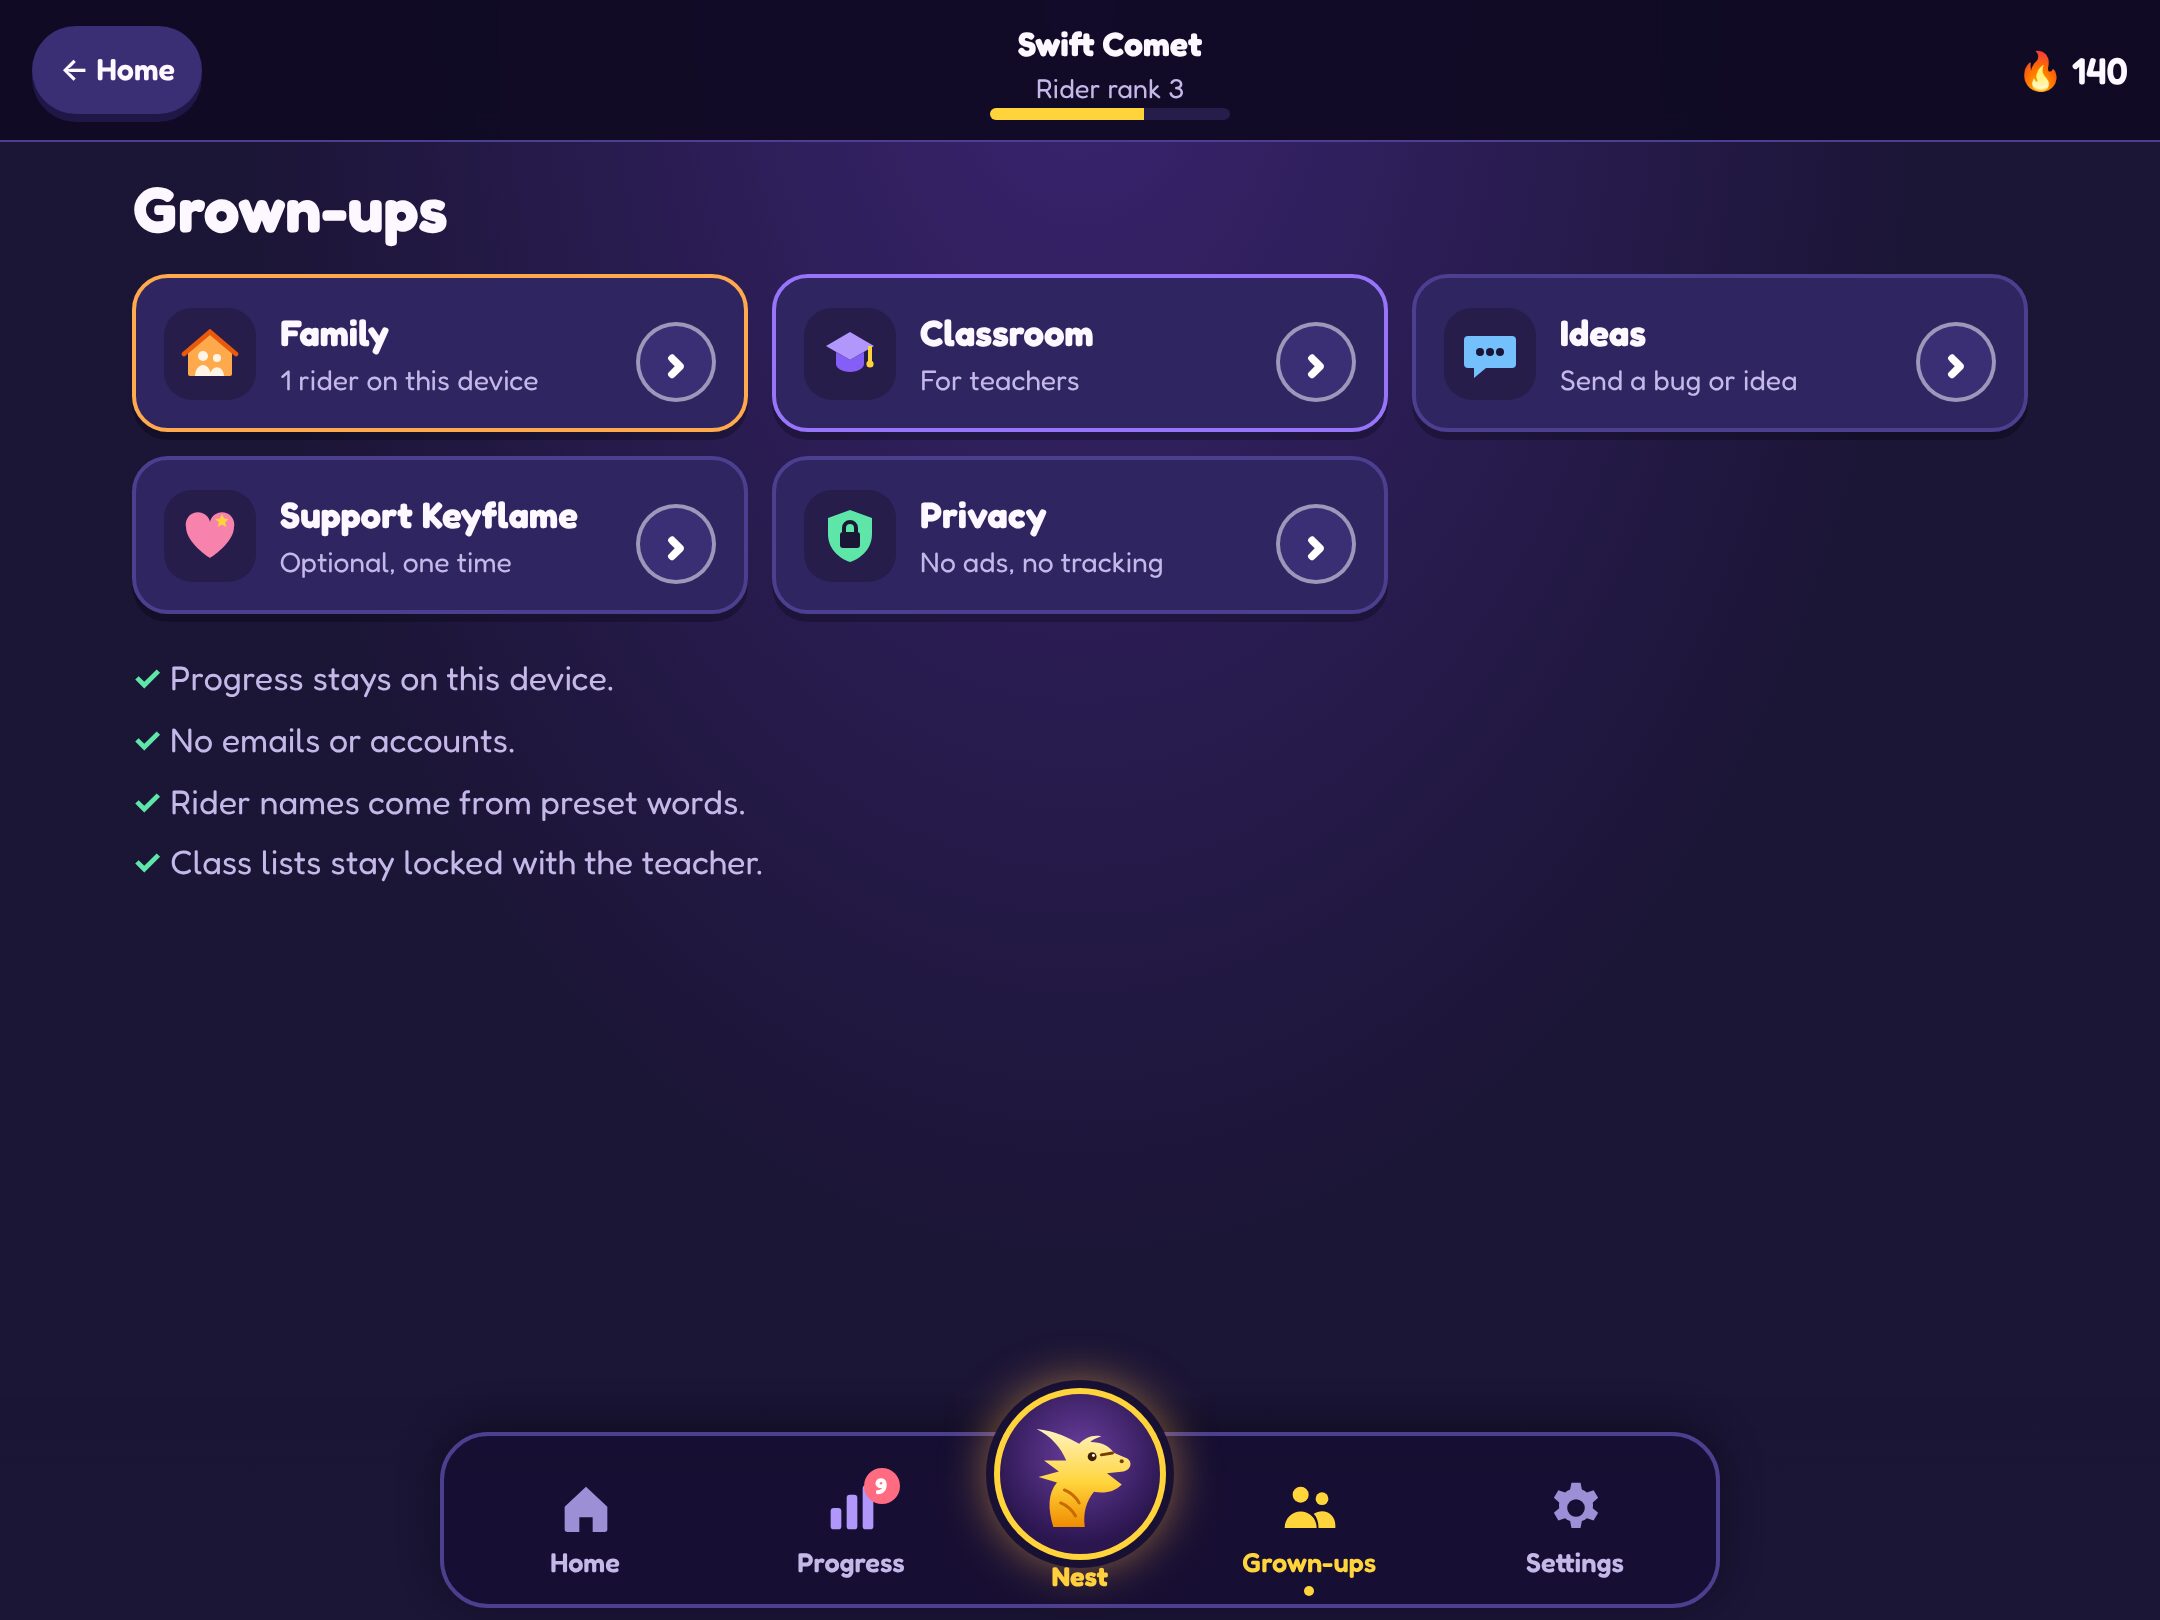 ← Home
Swift Comet
Rider rank 3
🔥 140
Grown-ups
Family
1 rider on this device
Classroom
For teachers
Ideas
Send a bug or idea
Support Keyflame
Optional, one time
Privacy
No ads, no tracking
✓ Progress stays on this device.
✓ No emails or accounts.
✓ Rider names come from preset words.
✓ Class lists stay locked with the teacher.
Home
9
Progress
Nest
Grown-ups
Settings